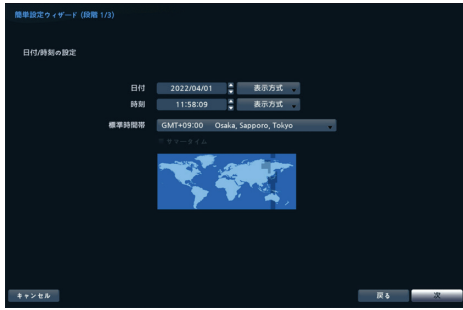 簡単設定ウィザード (段階 1/3)
日付/時刻の設定
日付 2022/04/01 表示方式
時刻 11:58:09 表示方式
標準時間帯 GMT+09:00 Osaka, Sapporo, Tokyo
サマータイム
キャンセル 戻る 次